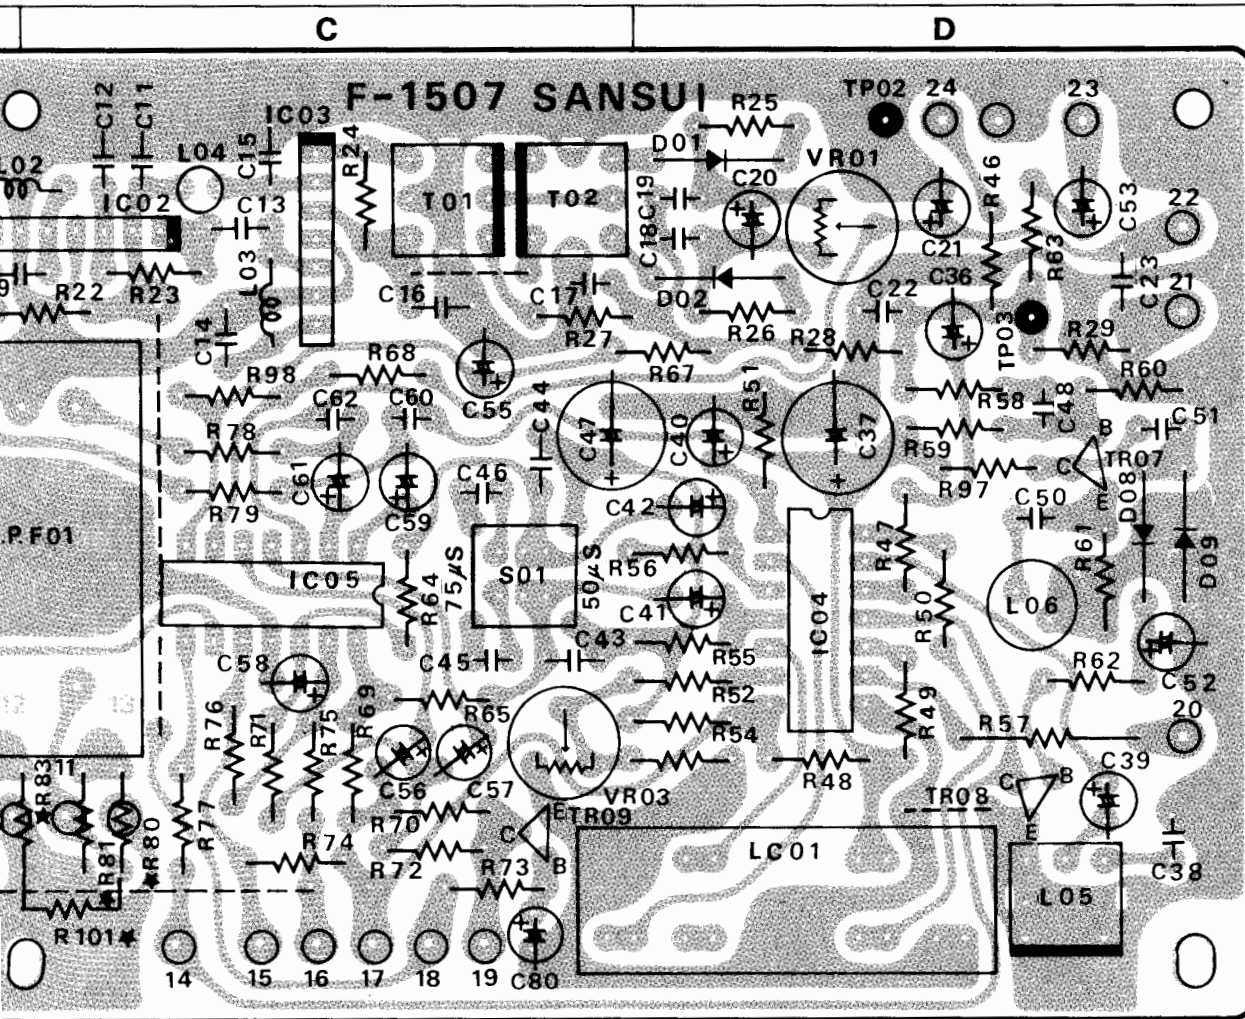 C D
F-1507 SANSUI
C12 C11 IC03 R25 TP02 24 23
L02 L04 C15 R24 D01 VR01 R46
IC02 C13 T01 T02 C19 C20 C53 22
C18 C21 R63
R22 R23 L03 C16 C17 D02 C36 C22 C23 21
C14 R27 R26 R28 TP03 R29
R68 R67 R60
R98 C62 C60 C55 C44 R51 R58 C48 C51
R78 C47 C40 C37 R59 B
C61 C46 C TR07
R79 C59 C42 R97 C50 E D08
.P.F01 R56 R47 R61 D09
IC05 R64 75µS S01 50µS C41 IC04 R50 L06
C58 C45 C43 R55 R62 C52
R76 R71 R75 R69 R65 R52 R49 20
R54 R57 C39
R83 11 C56 C57 VR03 R48 C B
R77 R70 E TR09 TR08 E
R81 R80 R74 R72 C B LC01 C38
R73 L05
R101
14 15 16 17 18 19 C80